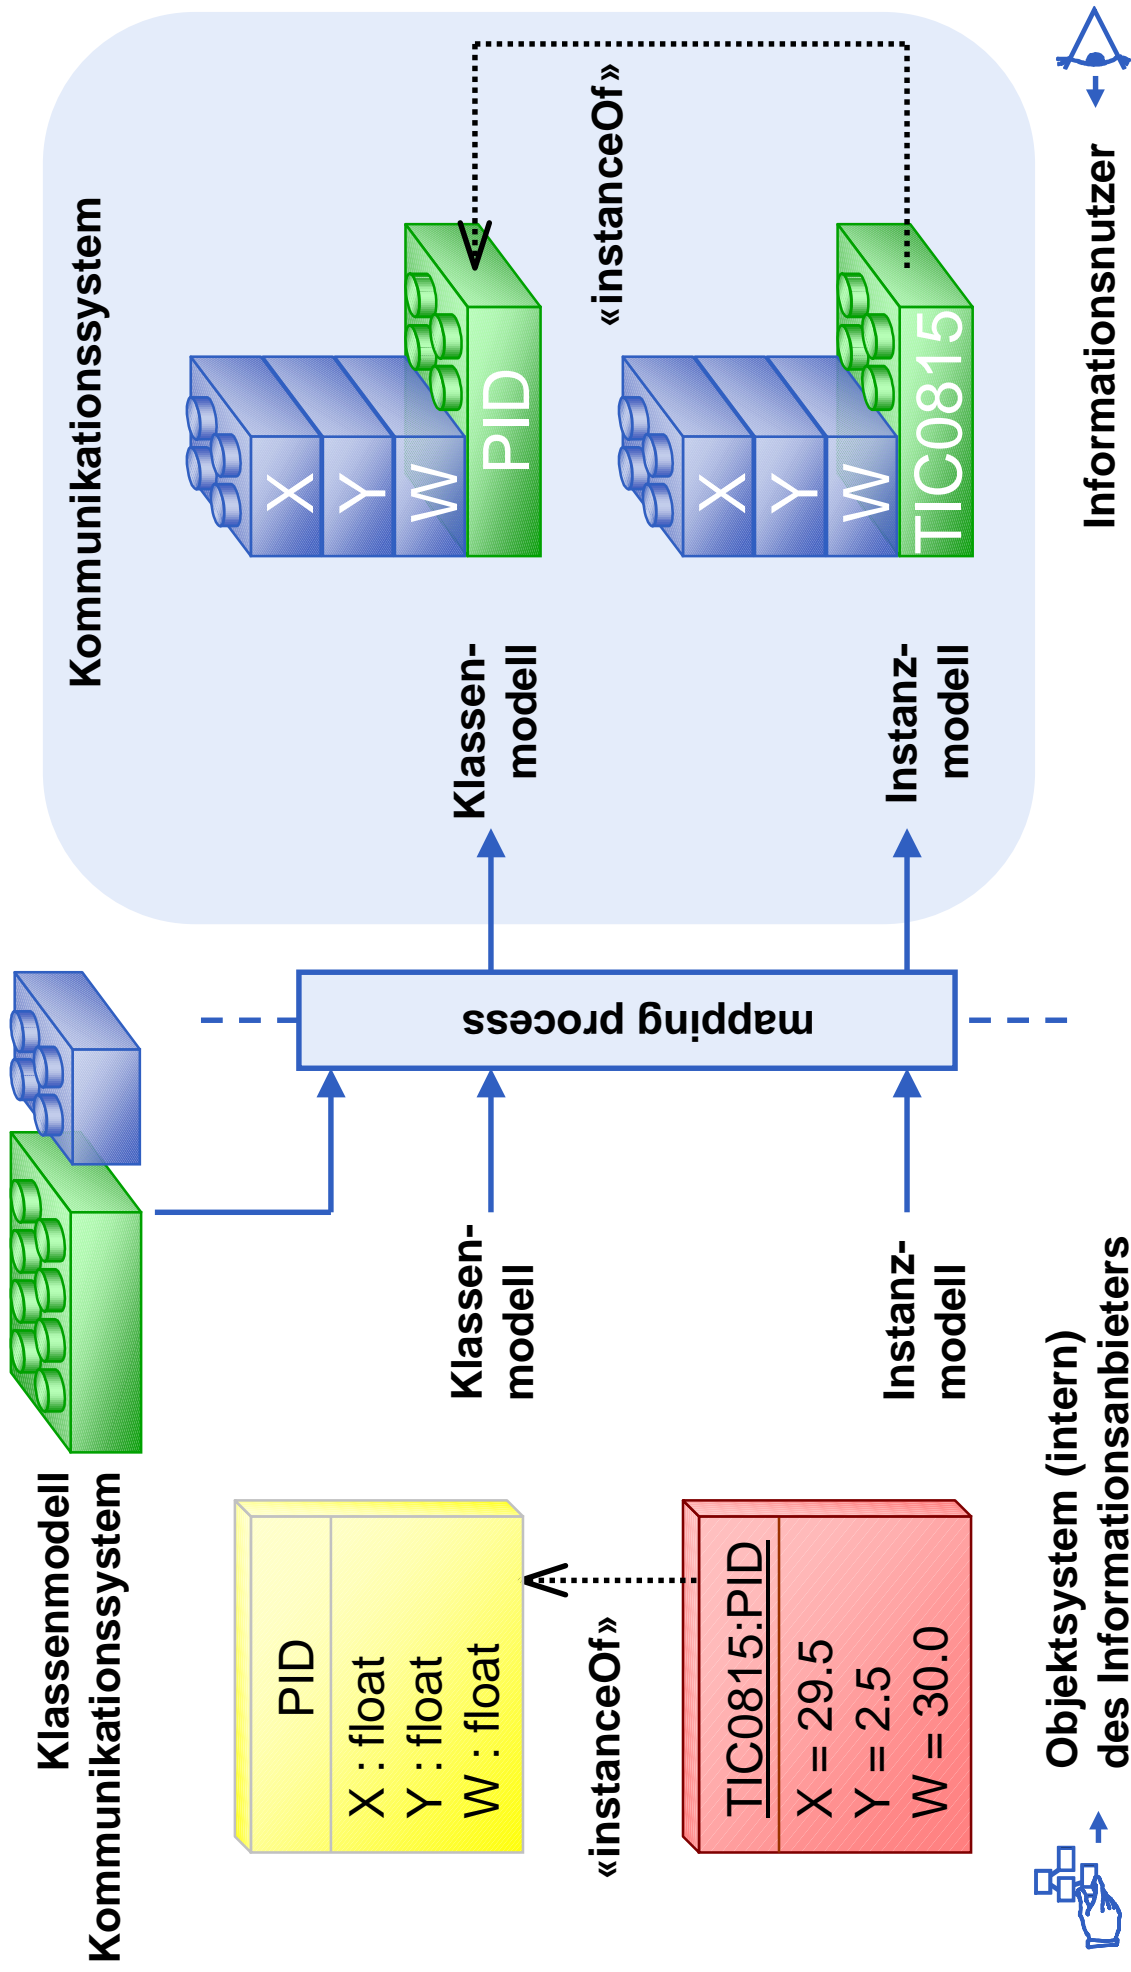 Klassenmodell
Kommunikationssystem
Kommunikationssystem
PID
X : float
Y : float
W : float
«instanceOf»
TIC0815:PID
X = 29.5
Y = 2.5
W = 30.0
Klassen-
modell
Instanz-
modell
mapping process
Klassen-
modell
Instanz-
modell
X
Y
W
PID
«instanceOf»
X
Y
W
TIC0815
Objektsystem (intern)
des Informationsanbieters
Informationsnutzer